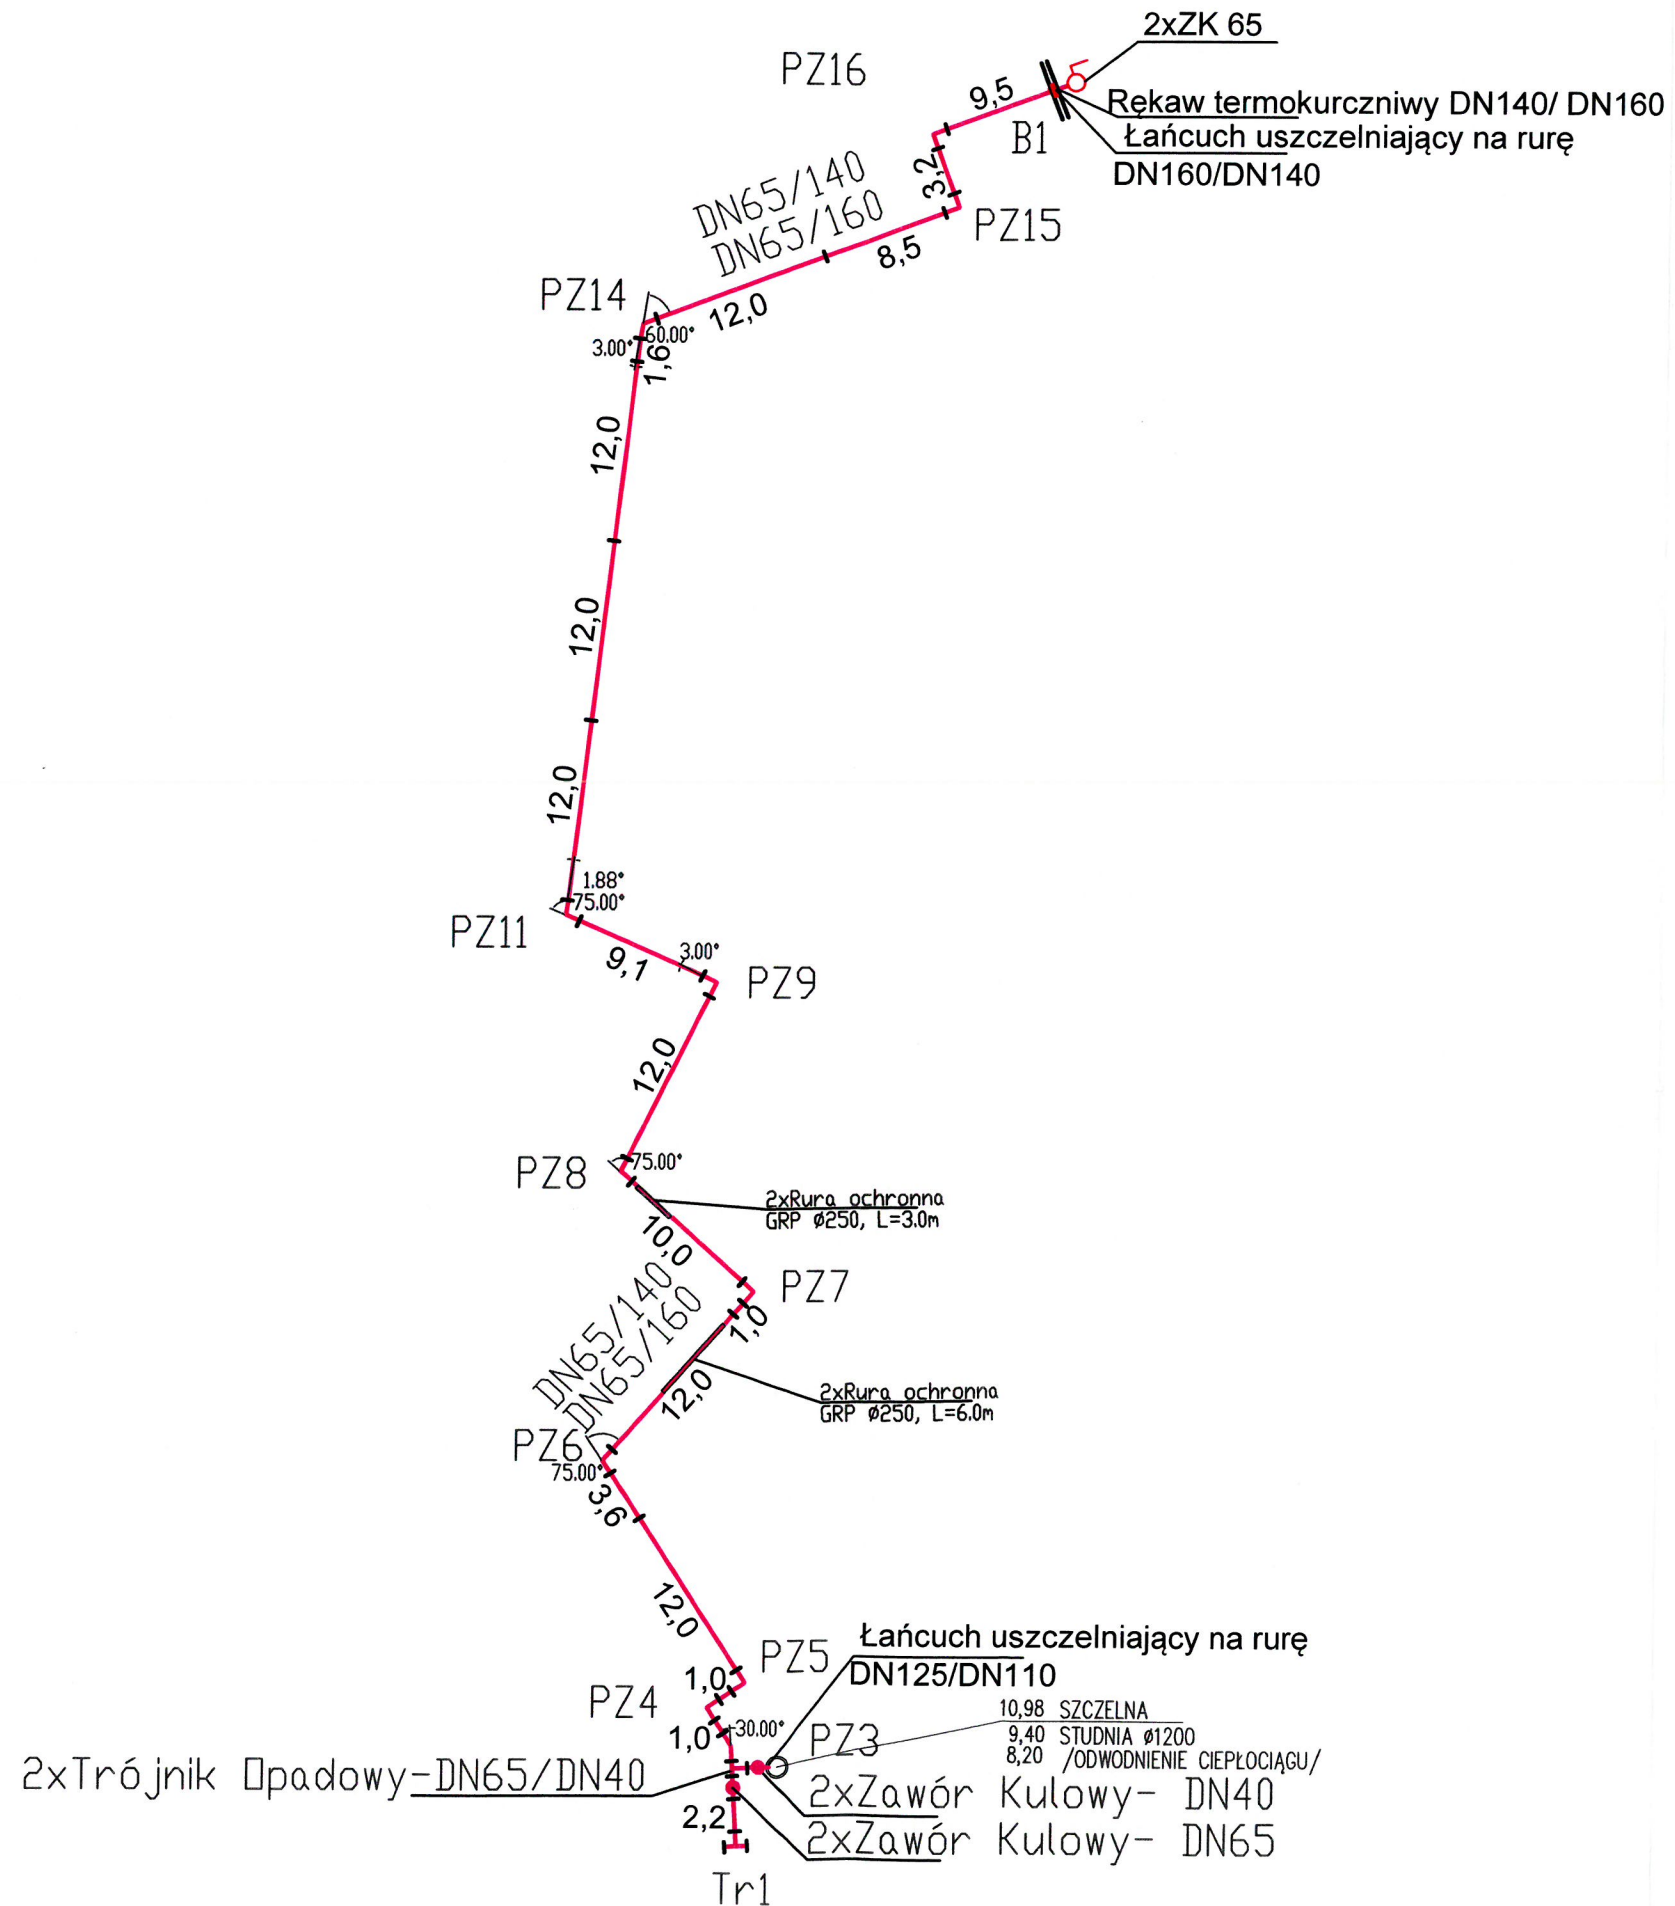 2xZK 65
PZ16
9,5
Rękaw termokurczniwy DN140/ DN160
B1
Łańcuch uszczelniający na rurę
DN160/DN140
3,2
DN65/140
DN65/160
PZ15
8,5
PZ14
12,0
60.00°
3.00°
1,6
12,0
12,0
12,0
1.88°
75.00°
PZ11
3.00°
9,1
PZ9
12,0
75.00°
PZ8
2xRura ochronna
GRP ø250, L=3.0m
10,0
PZ7
DN65/140
DN65/160
1,0
12,0
2xRura ochronna
GRP ø250, L=6.0m
PZ6
75.00°
3,6
12,0
Łańcuch uszczelniający na rurę
PZ5
DN125/DN110
1,0
PZ4
10,98 SZCZELNA
30.00°
1,0
PZ3
9,40 STUDNIA ø1200
8,20 /ODWODNIENIE CIEPŁOCIĄGU/
2xTrójnik Opadowy-DN65/DN40
2xZawór Kulowy- DN40
2,2
2xZawór Kulowy- DN65
Tr1